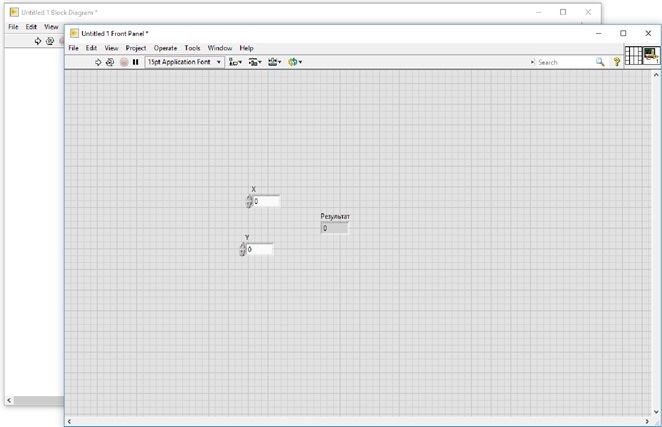 Untitled 1 Block Diagram *
File Edit View
Untitled 1 Front Panel *
File Edit View Project Operate Tools Window Help
15pt Application Font
Search
?
1
X
0
Результат
0
Y
0